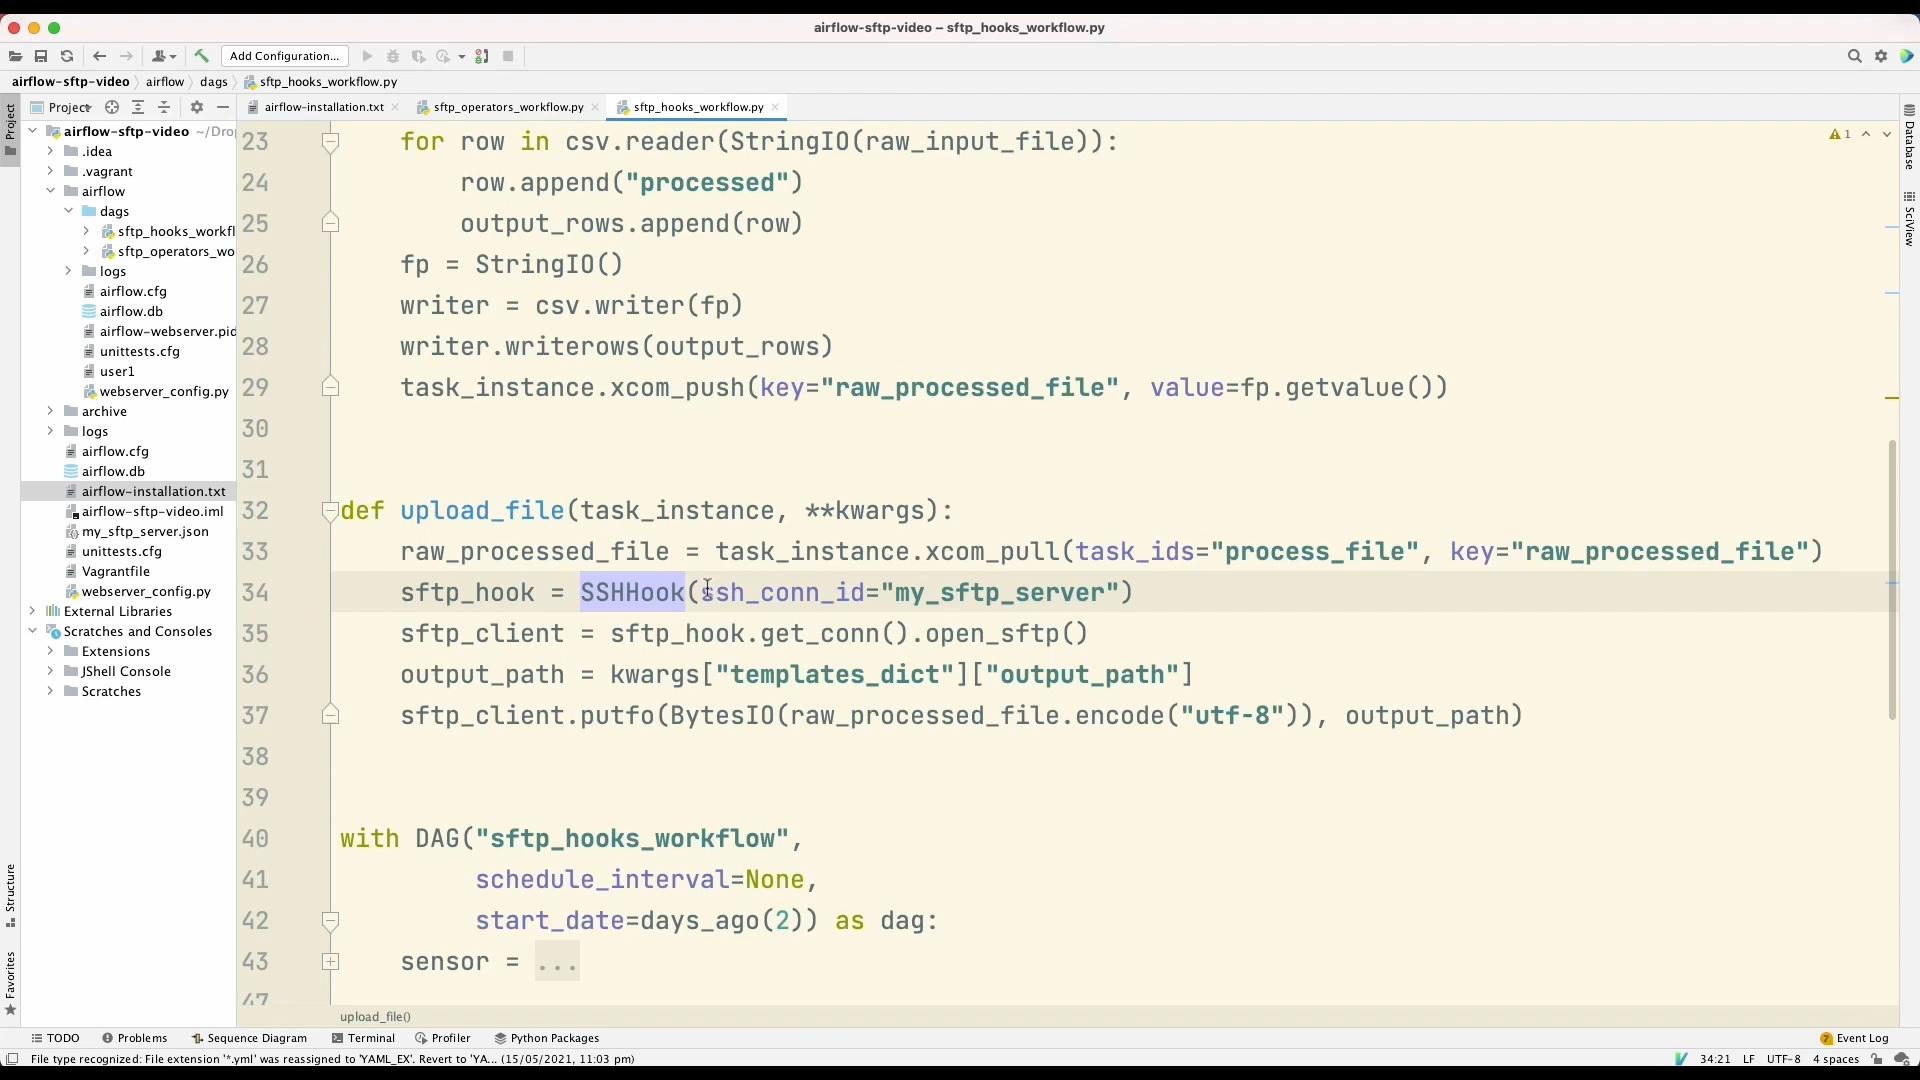 airflow-sftp-video – sftp_hooks_workflow.py
Add Configuration...
airflow-sftp-video airflow dags sftp_hooks_workflow.py
Project
Project
airflow-installation.txt
sftp_operators_workflow.py
sftp_hooks_workflow.py
airflow-sftp-video ~/Dro
.idea
.vagrant
airflow
dags
sftp_hooks_workfl
sftp_operators_wo
logs
airflow.cfg
airflow.db
airflow-webserver.pid
unittests.cfg
user1
webserver_config.py
archive
logs
airflow.cfg
airflow.db
airflow-installation.txt
airflow-sftp-video.iml
my_sftp_server.json
unittests.cfg
Vagrantfile
webserver_config.py
External Libraries
Scratches and Consoles
Extensions
JShell Console
Scratches
Structure
Favorites
1
Database
SciView
23 for row in csv.reader(StringIO(raw_input_file)):
24 row.append("processed")
25 output_rows.append(row)
26 fp = StringIO()
27 writer = csv.writer(fp)
28 writer.writerows(output_rows)
29 task_instance.xcom_push(key="raw_processed_file", value=fp.getvalue())
30
31
32 def upload_file(task_instance, **kwargs):
33 raw_processed_file = task_instance.xcom_pull(task_ids="process_file", key="raw_processed_file")
34 sftp_hook = SSHHook(ssh_conn_id="my_sftp_server")
35 sftp_client = sftp_hook.get_conn().open_sftp()
36 output_path = kwargs["templates_dict"]["output_path"]
37 sftp_client.putfo(BytesIO(raw_processed_file.encode("utf-8")), output_path)
38
39
40 with DAG("sftp_hooks_workflow",
41 schedule_interval=None,
42 start_date=days_ago(2)) as dag:
43 sensor = ...
47
upload_file()
TODO Problems Sequence Diagram Terminal Profiler Python Packages 7 Event Log
File type recognized: File extension '*.yml' was reassigned to 'YAML_EX'. Revert to 'YA... (15/05/2021, 11:03 pm) 34:21 LF UTF-8 4 spaces